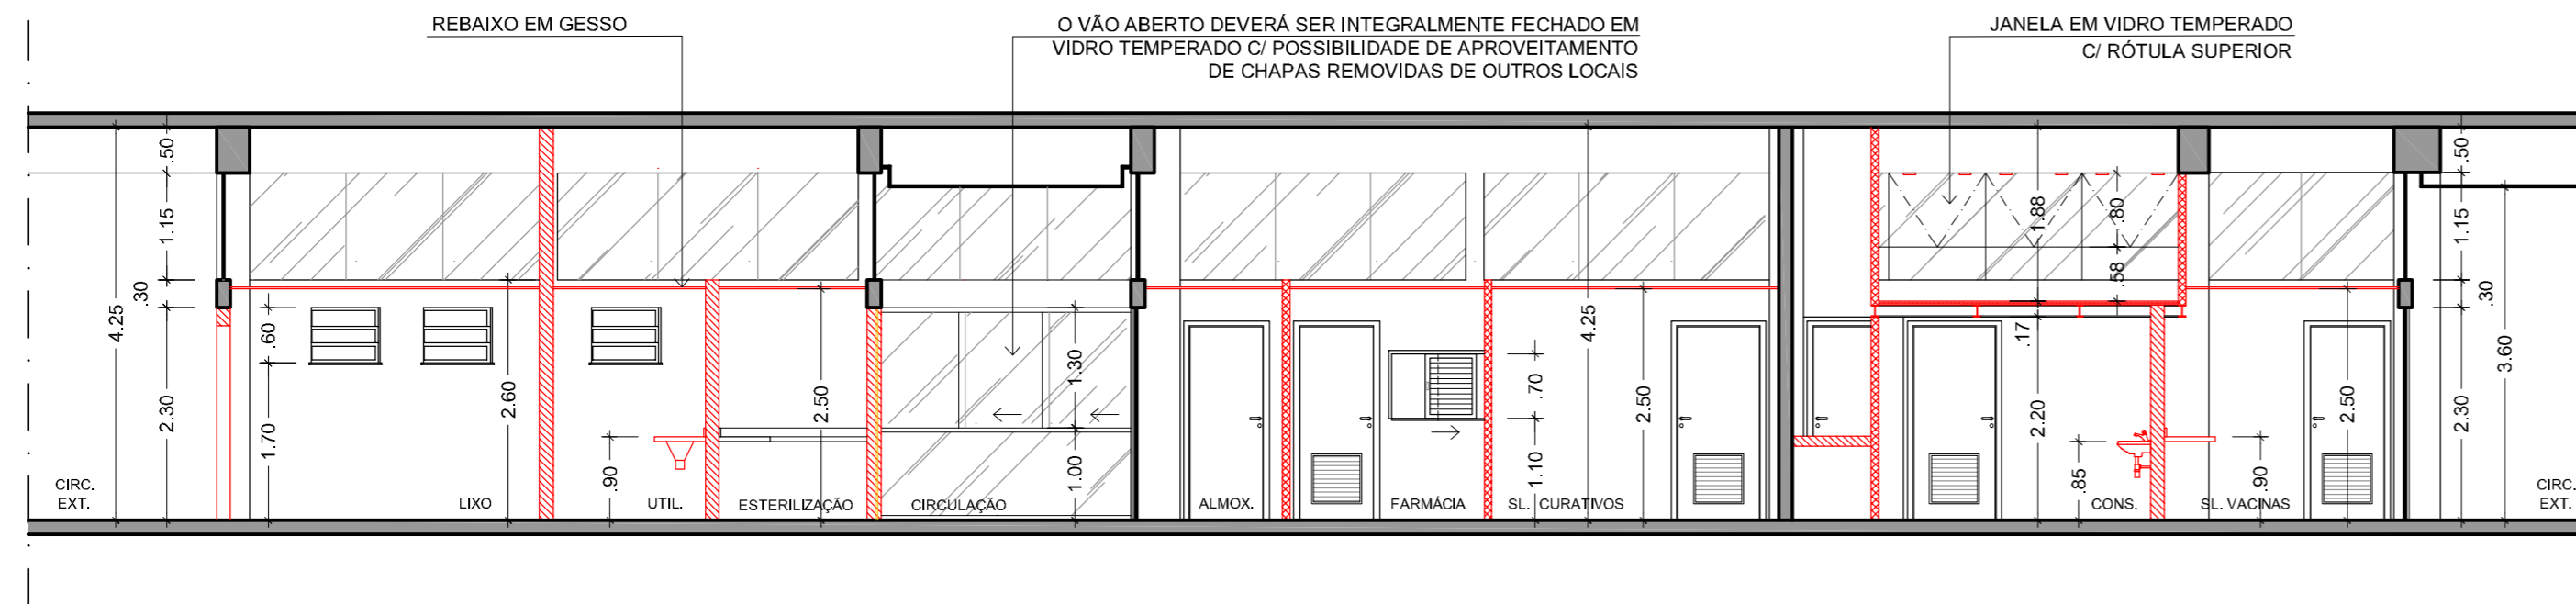 REBAIXO EM GESSO
O VÃO ABERTO DEVERÁ SER INTEGRALMENTE FECHADO EM
VIDRO TEMPERADO C/ POSSIBILIDADE DE APROVEITAMENTO
DE CHAPAS REMOVIDAS DE OUTROS LOCAIS
JANELA EM VIDRO TEMPERADO
C/ RÓTULA SUPERIOR
4.25
.50
1.15
.30
2.30
.60
1.70
2.60
.90
2.50
1.30
1.00
4.25
.70
1.10
2.50
1.88
.80
.58
.17
2.20
.85
.90
2.50
.50
1.15
.30
2.30
3.60
CIRC.
EXT.
LIXO
UTIL.
ESTERILIZAÇÃO
CIRCULAÇÃO
ALMOX.
FARMÁCIA
SL. CURATIVOS
CONS.
SL. VACINAS
CIRC.
EXT.